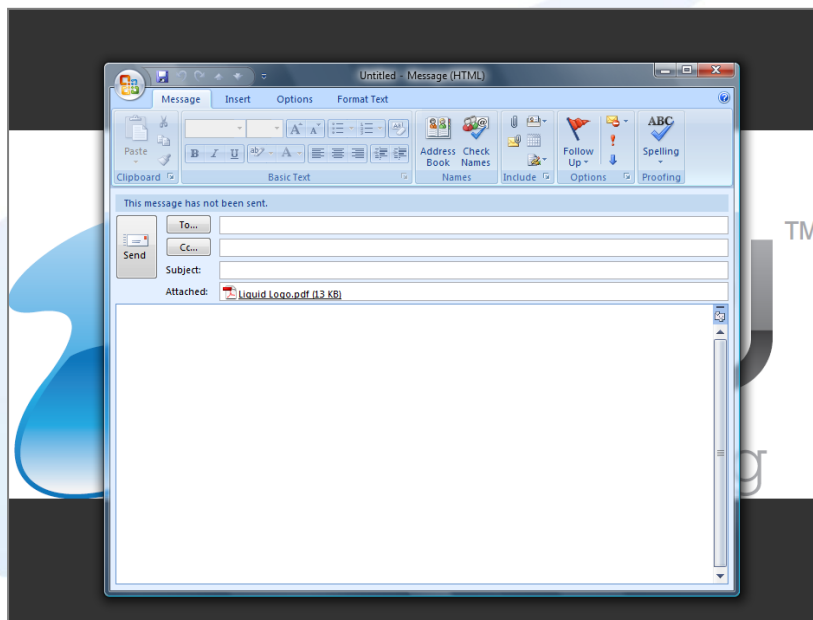 Untitled - Message (HTML)
Message Insert Options Format Text
Paste
Clipboard
B I U ab A
Basic Text
Address Book
Check Names
Names
Include
Follow Up
Options
ABC
Spelling
Proofing
This message has not been sent.
Send
To...
Cc...
Subject:
Attached: Liquid Logo.pdf (13 KB)
TM
g